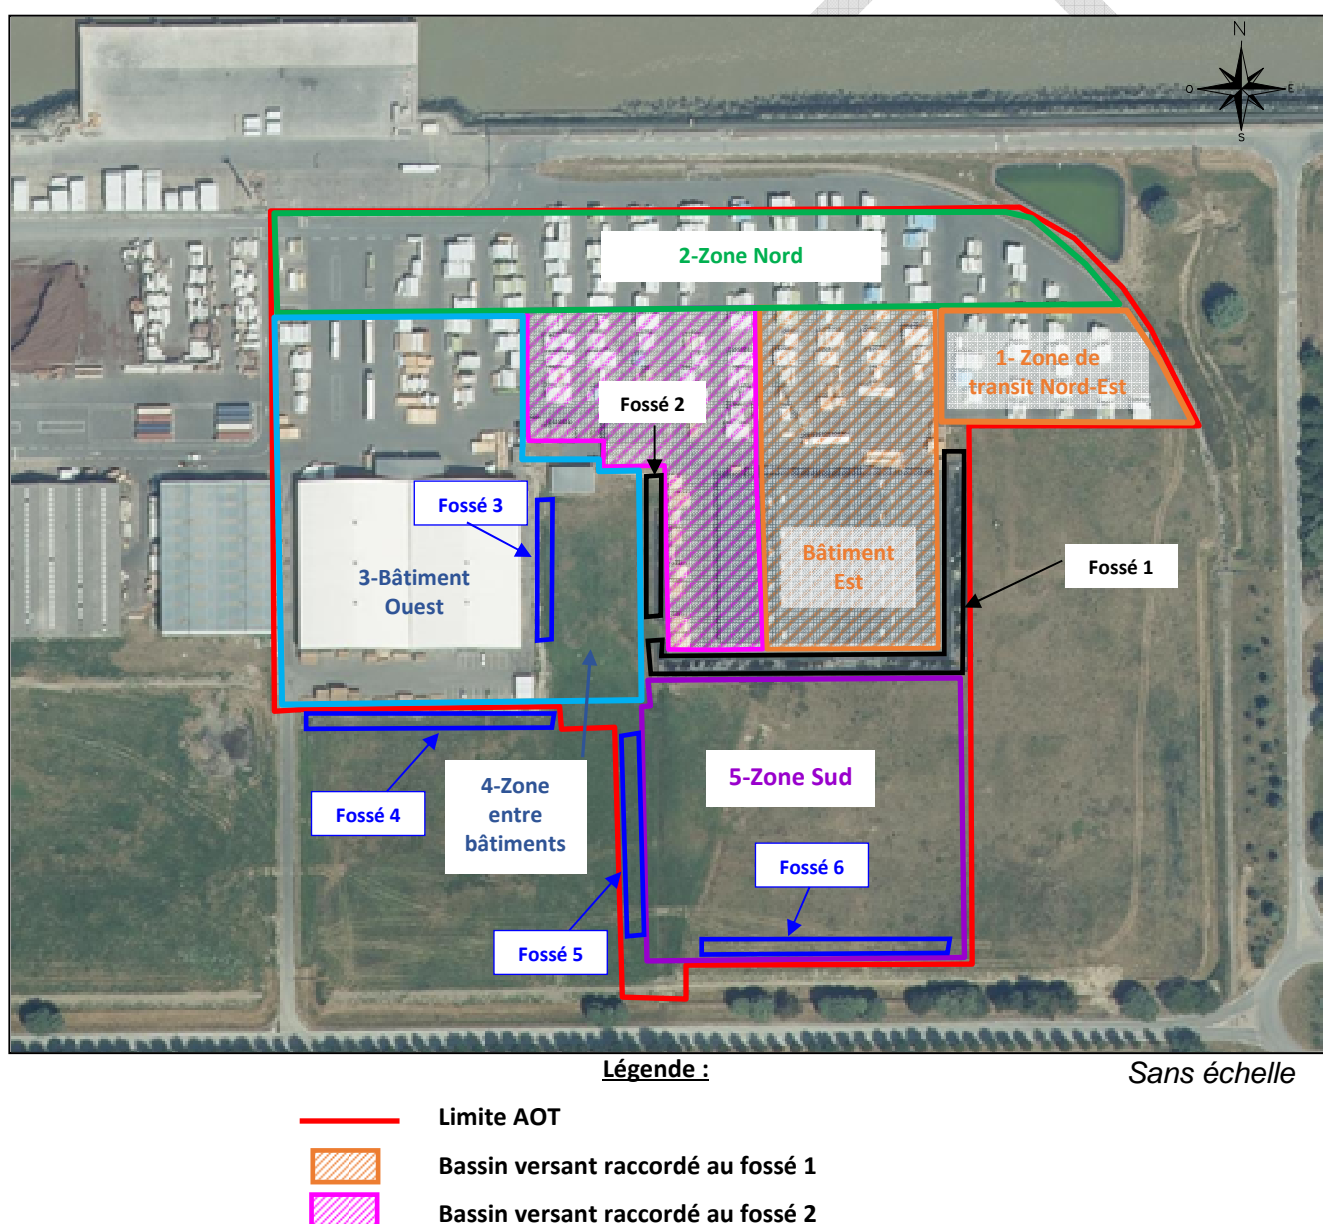 N
O
E
S
2-Zone Nord
1- Zone de
transit Nord-Est
Fossé 2
Fossé 3
Bâtiment
Est
Fossé 1
3-Bâtiment
Ouest
4-Zone
entre
bâtiments
5-Zone Sud
Fossé 4
Fossé 6
Fossé 5
Légende :
Sans échelle
Limite AOT
Bassin versant raccordé au fossé 1
Bassin versant raccordé au fossé 2